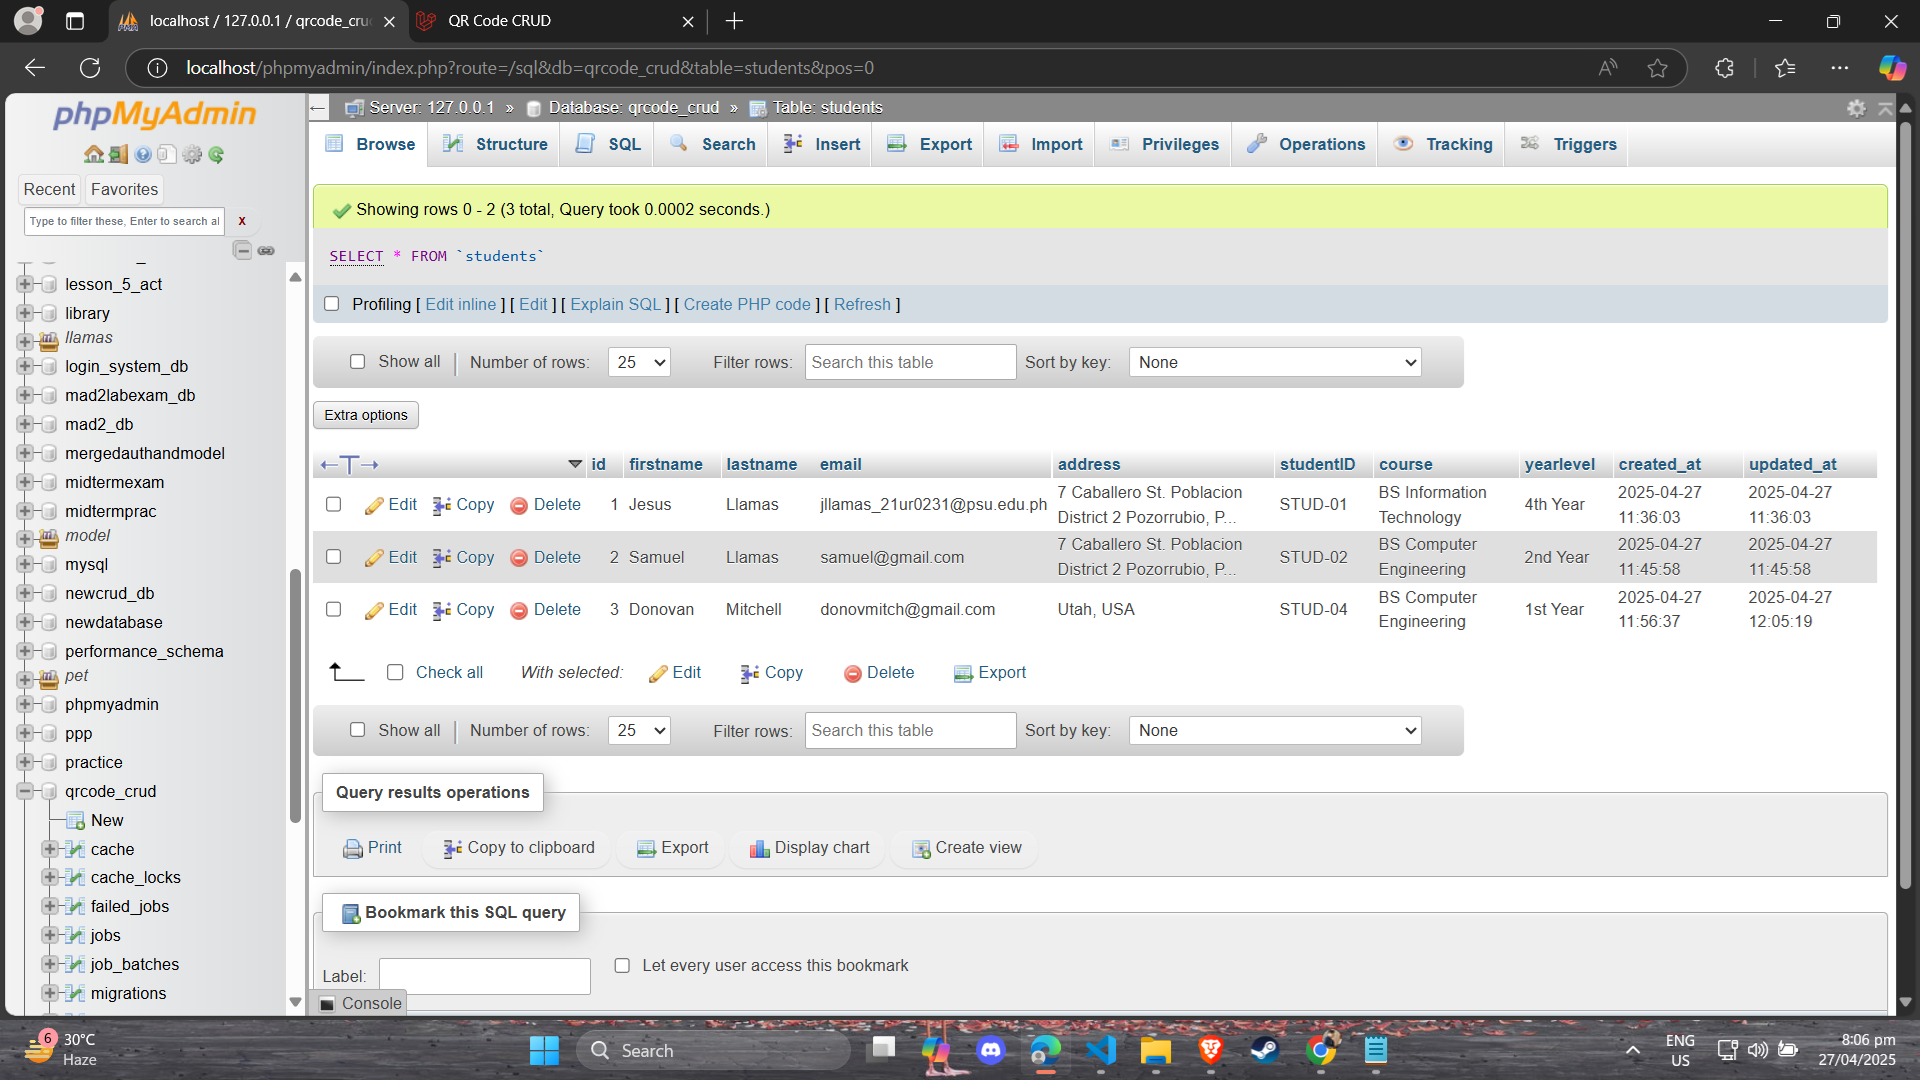 localhost / 127.0.0.1 / qrcode_cru
QR Code CRUD
localhost/phpmyadmin/index.php?route=/sql&db=qrcode_crud&table=students&pos=0
phpMyAdmin
Recent
Favorites
Type to filter these, Enter to search al
x
lesson_5_act
library
llamas
login_system_db
mad2labexam_db
mad2_db
mergedauthandmodel
midtermexam
midtermprac
model
mysql
newcrud_db
newdatabase
performance_schema
pet
phpmyadmin
ppp
practice
qrcode_crud
New
cache
cache_locks
failed_jobs
jobs
job_batches
migrations
Server: 127.0.0.1 » Database: qrcode_crud » Table: students
Browse Structure SQL Search Insert Export Import Privileges Operations Tracking Triggers
Showing rows 0 - 2 (3 total, Query took 0.0002 seconds.)
SELECT * FROM `students`
Profiling [ Edit inline ] [ Edit ] [ Explain SQL ] [ Create PHP code ] [ Refresh ]
Show all Number of rows: 25 Filter rows: Search this table Sort by key: None
Extra options
id firstname lastname email address studentID course yearlevel created_at updated_at
Edit Copy Delete 1 Jesus Llamas jllamas_21ur0231@psu.edu.ph 7 Caballero St. Poblacion District 2 Pozorrubio, P... STUD-01 BS Information Technology 4th Year 2025-04-27 11:36:03 2025-04-27 11:36:03
Edit Copy Delete 2 Samuel Llamas samuel@gmail.com 7 Caballero St. Poblacion District 2 Pozorrubio, P... STUD-02 BS Computer Engineering 2nd Year 2025-04-27 11:45:58 2025-04-27 11:45:58
Edit Copy Delete 3 Donovan Mitchell donovmitch@gmail.com Utah, USA STUD-04 BS Computer Engineering 1st Year 2025-04-27 11:56:37 2025-04-27 12:05:19
Check all With selected: Edit Copy Delete Export
Show all Number of rows: 25 Filter rows: Search this table Sort by key: None
Query results operations
Print Copy to clipboard Export Display chart Create view
Bookmark this SQL query
Label: Let every user access this bookmark
Console
6
30°C
Haze
Search
ENG
US
8:06 pm
27/04/2025